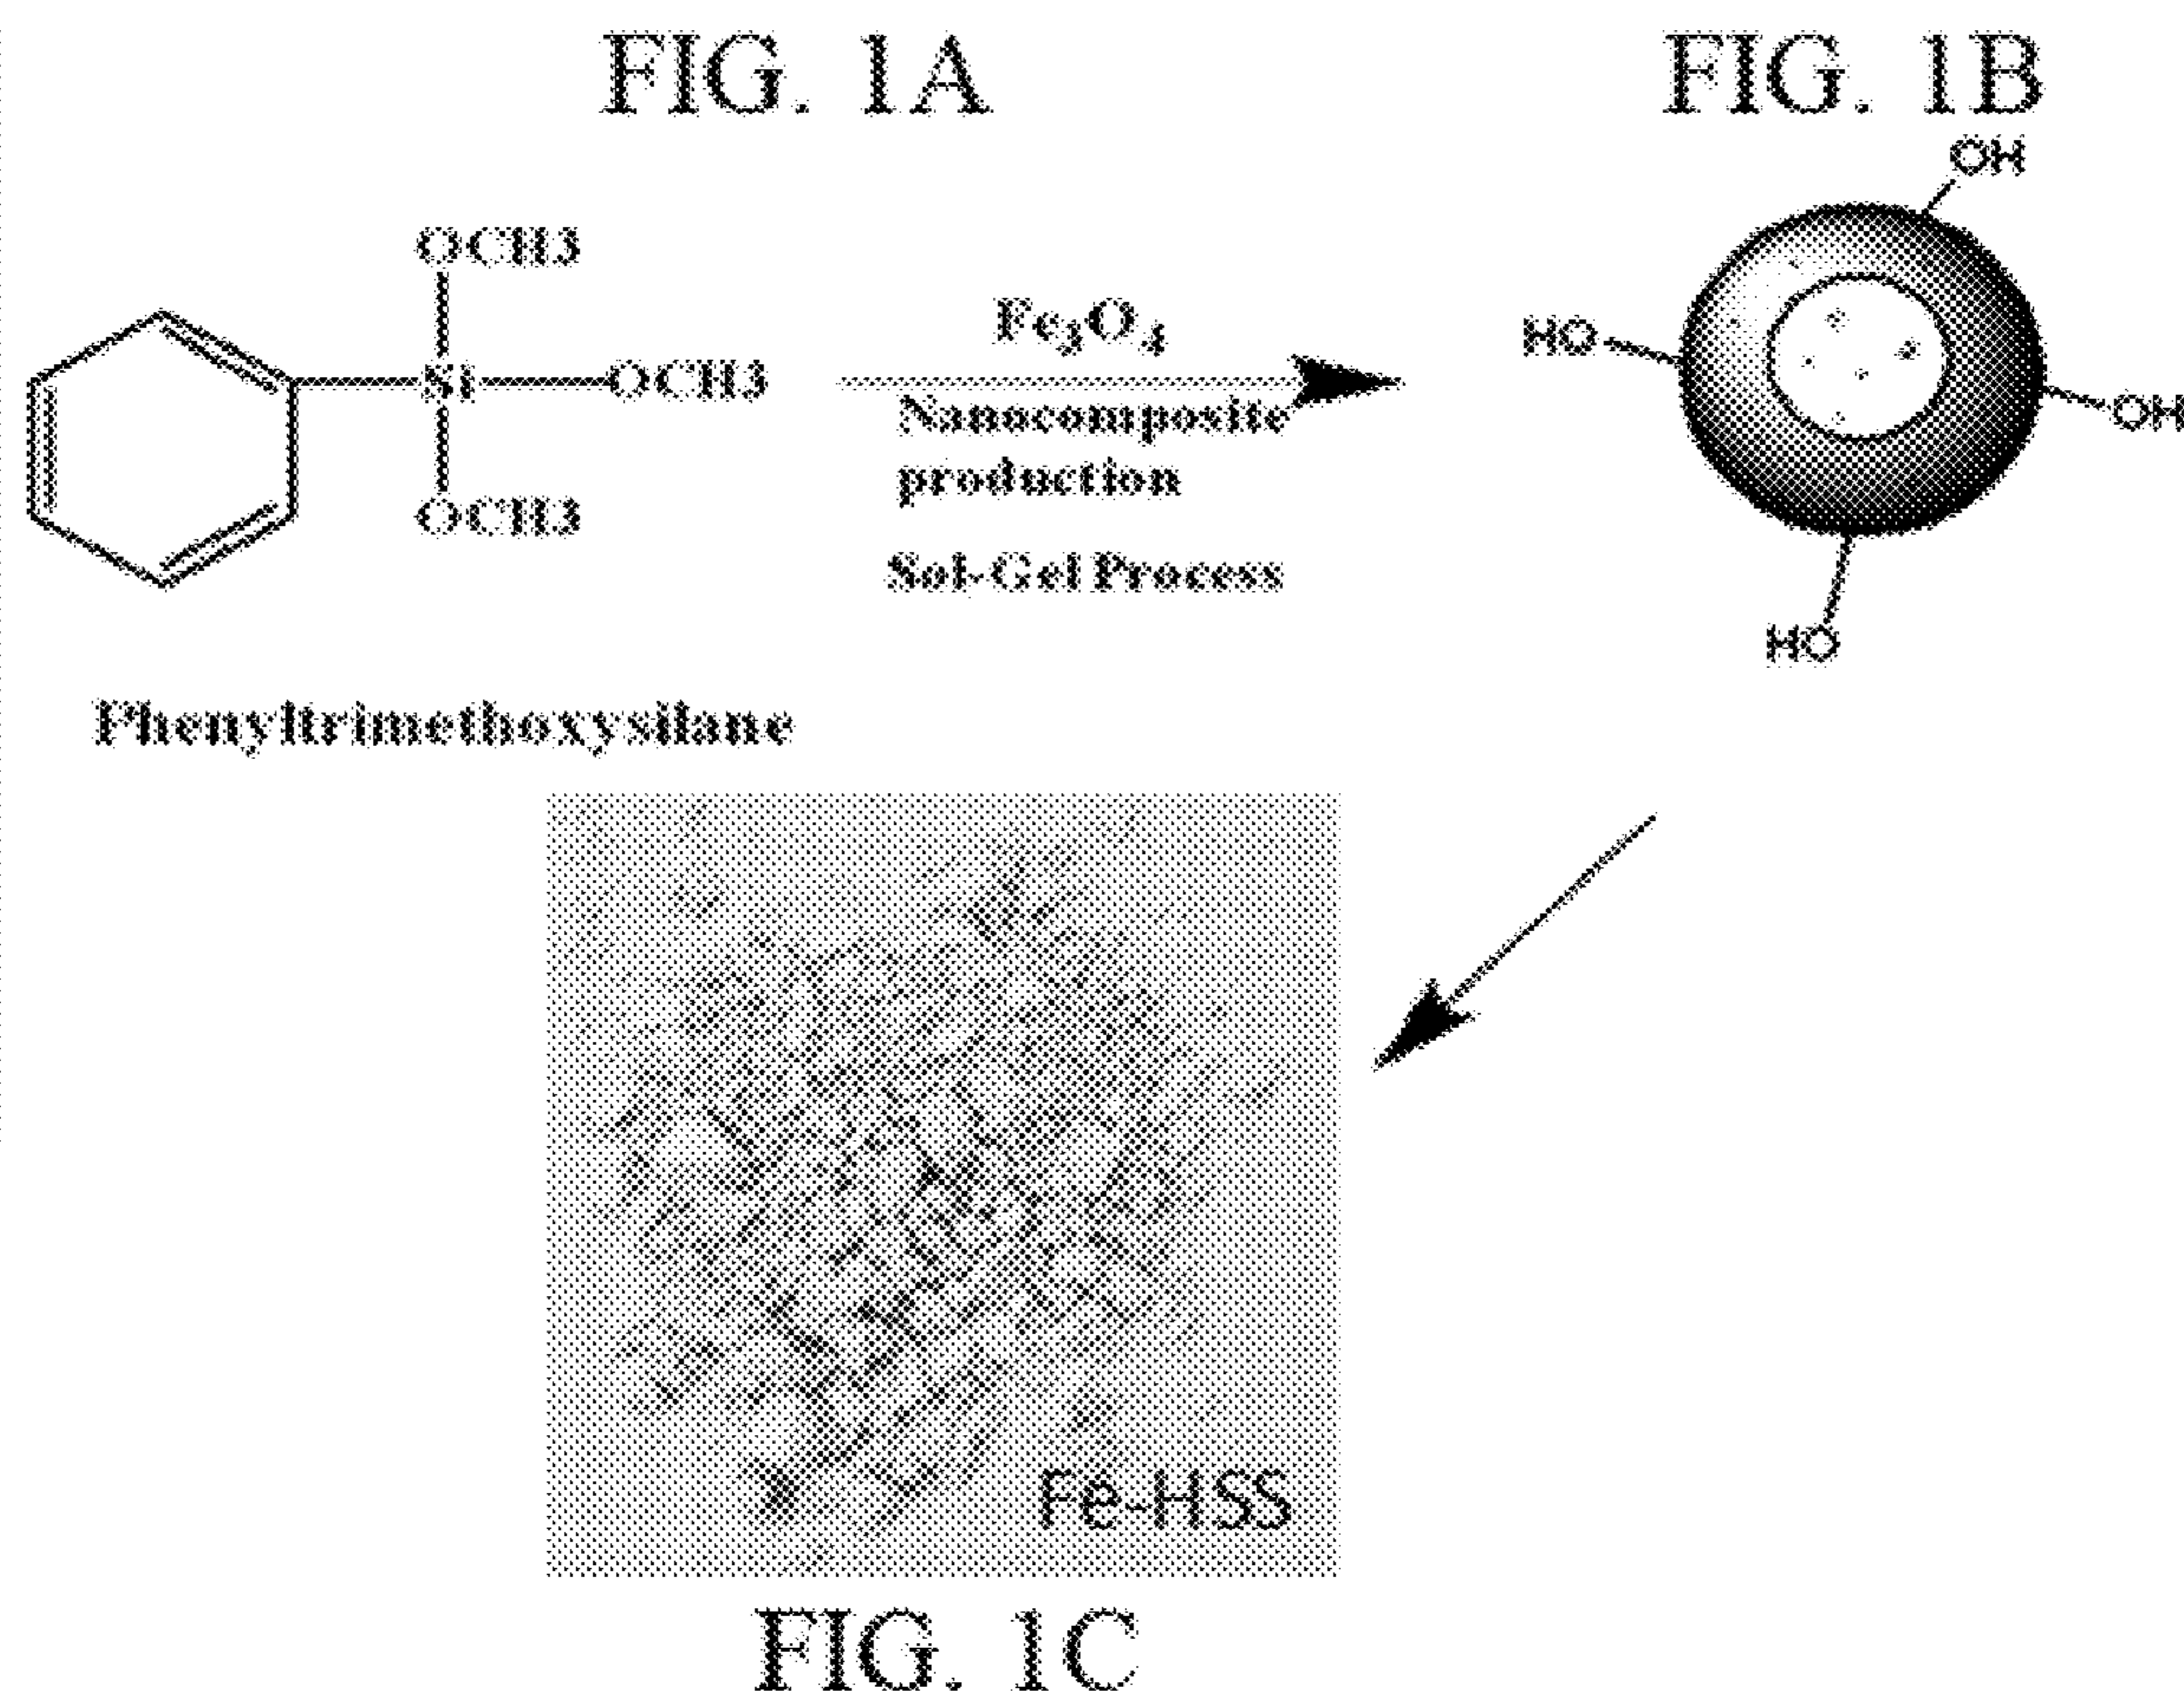 FIG. 1A
FIG. 1B
OH
OCH3
Fe₃O₄
HO
Si
OCH3
Nanocomposite
OH
production
OCH3
Sol-Gel Process
HO
Phenyltrimethoxysilane
Fe-HSS
FIG. 1C